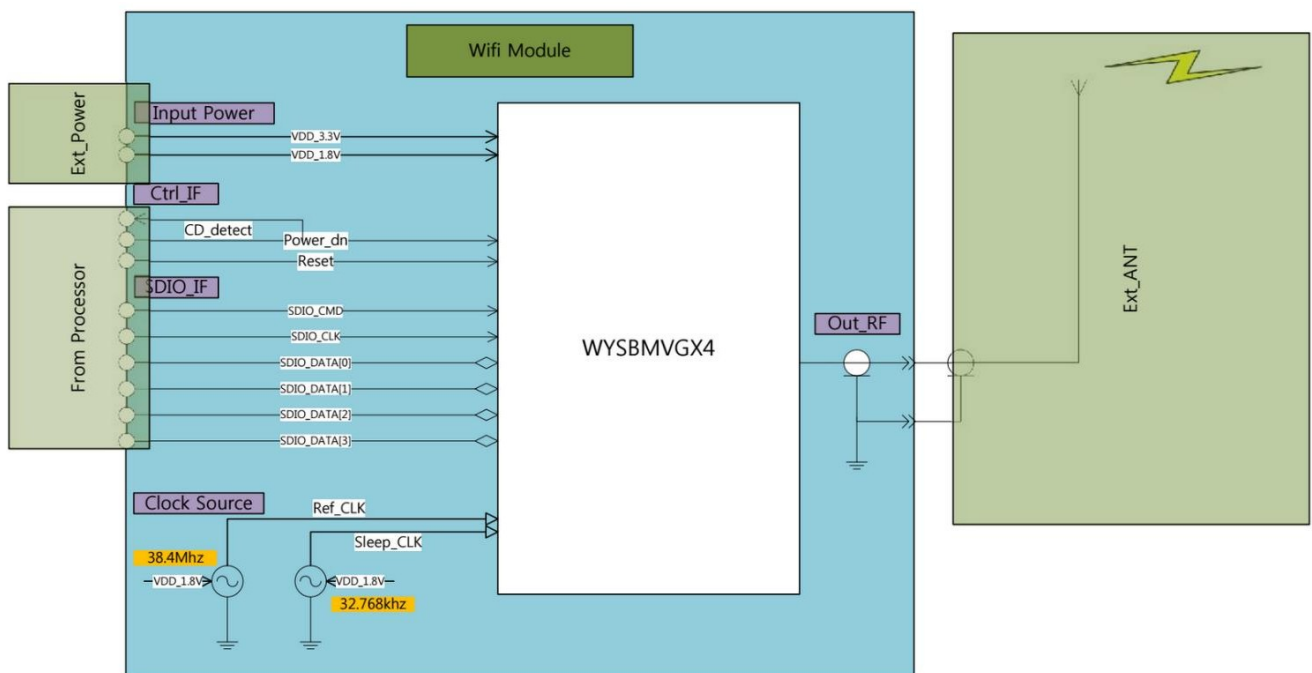 Wifi Module
Ext_Power
Input Power
VDD_3.3V
VDD_1.8V
Ctrl_IF
From Processor
CD_detect
Power_dn
Reset
SDIO_IF
SDIO_CMD
SDIO_CLK
SDIO_DATA[0]
SDIO_DATA[1]
SDIO_DATA[2]
SDIO_DATA[3]
WYSBMVGX4
Out_RF
Ext_ANT
Clock Source
Ref_CLK
Sleep_CLK
38.4Mhz
VDD_1.8V
VDD_1.8V
32.768khz